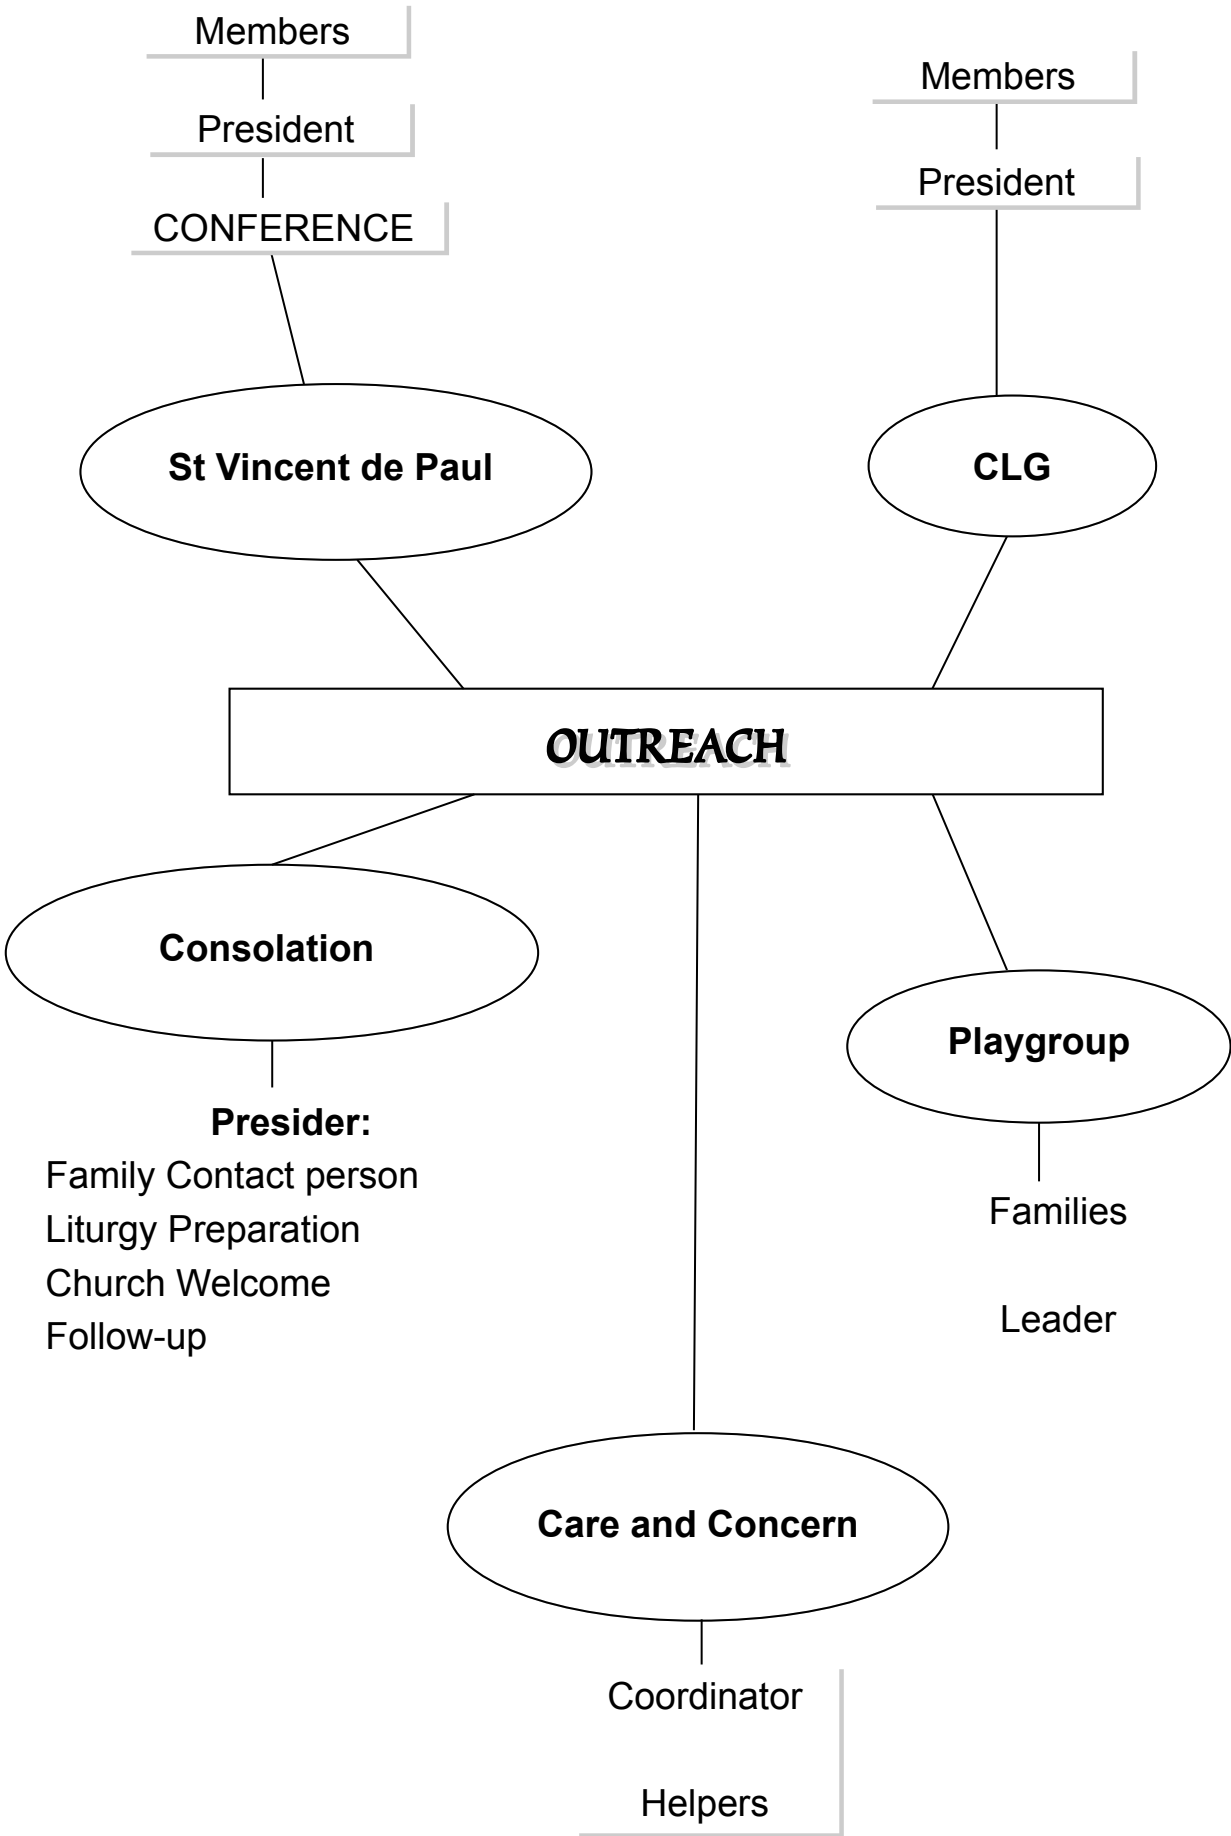 Members
President
CONFERENCE
Members
President
St Vincent de Paul
CLG
OUTREACH
Consolation
Presider:
Family Contact person
Liturgy Preparation
Church Welcome
Follow-up
Playgroup
Families
Leader
Care and Concern
Coordinator
Helpers